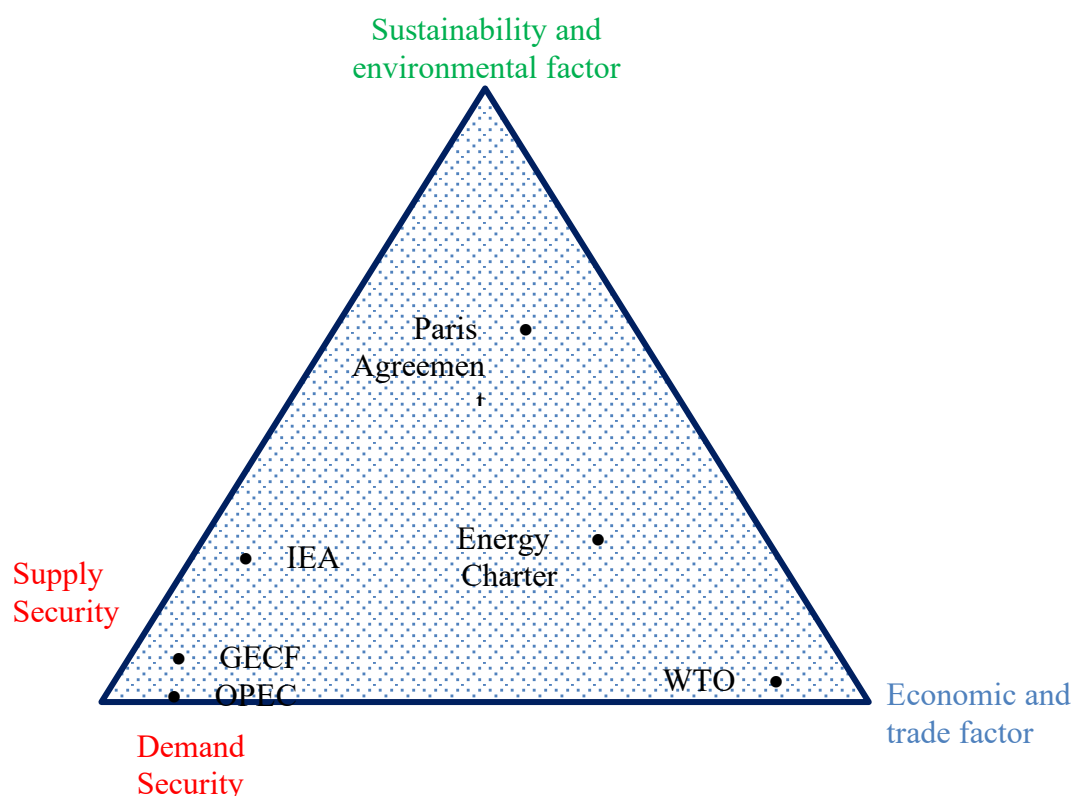 Sustainability and
environmental factor
Paris
Agreemen
t
Energy
Charter
IEA
Supply
Security
GECF
OPEC
WTO
Economic and
trade factor
Demand
Security